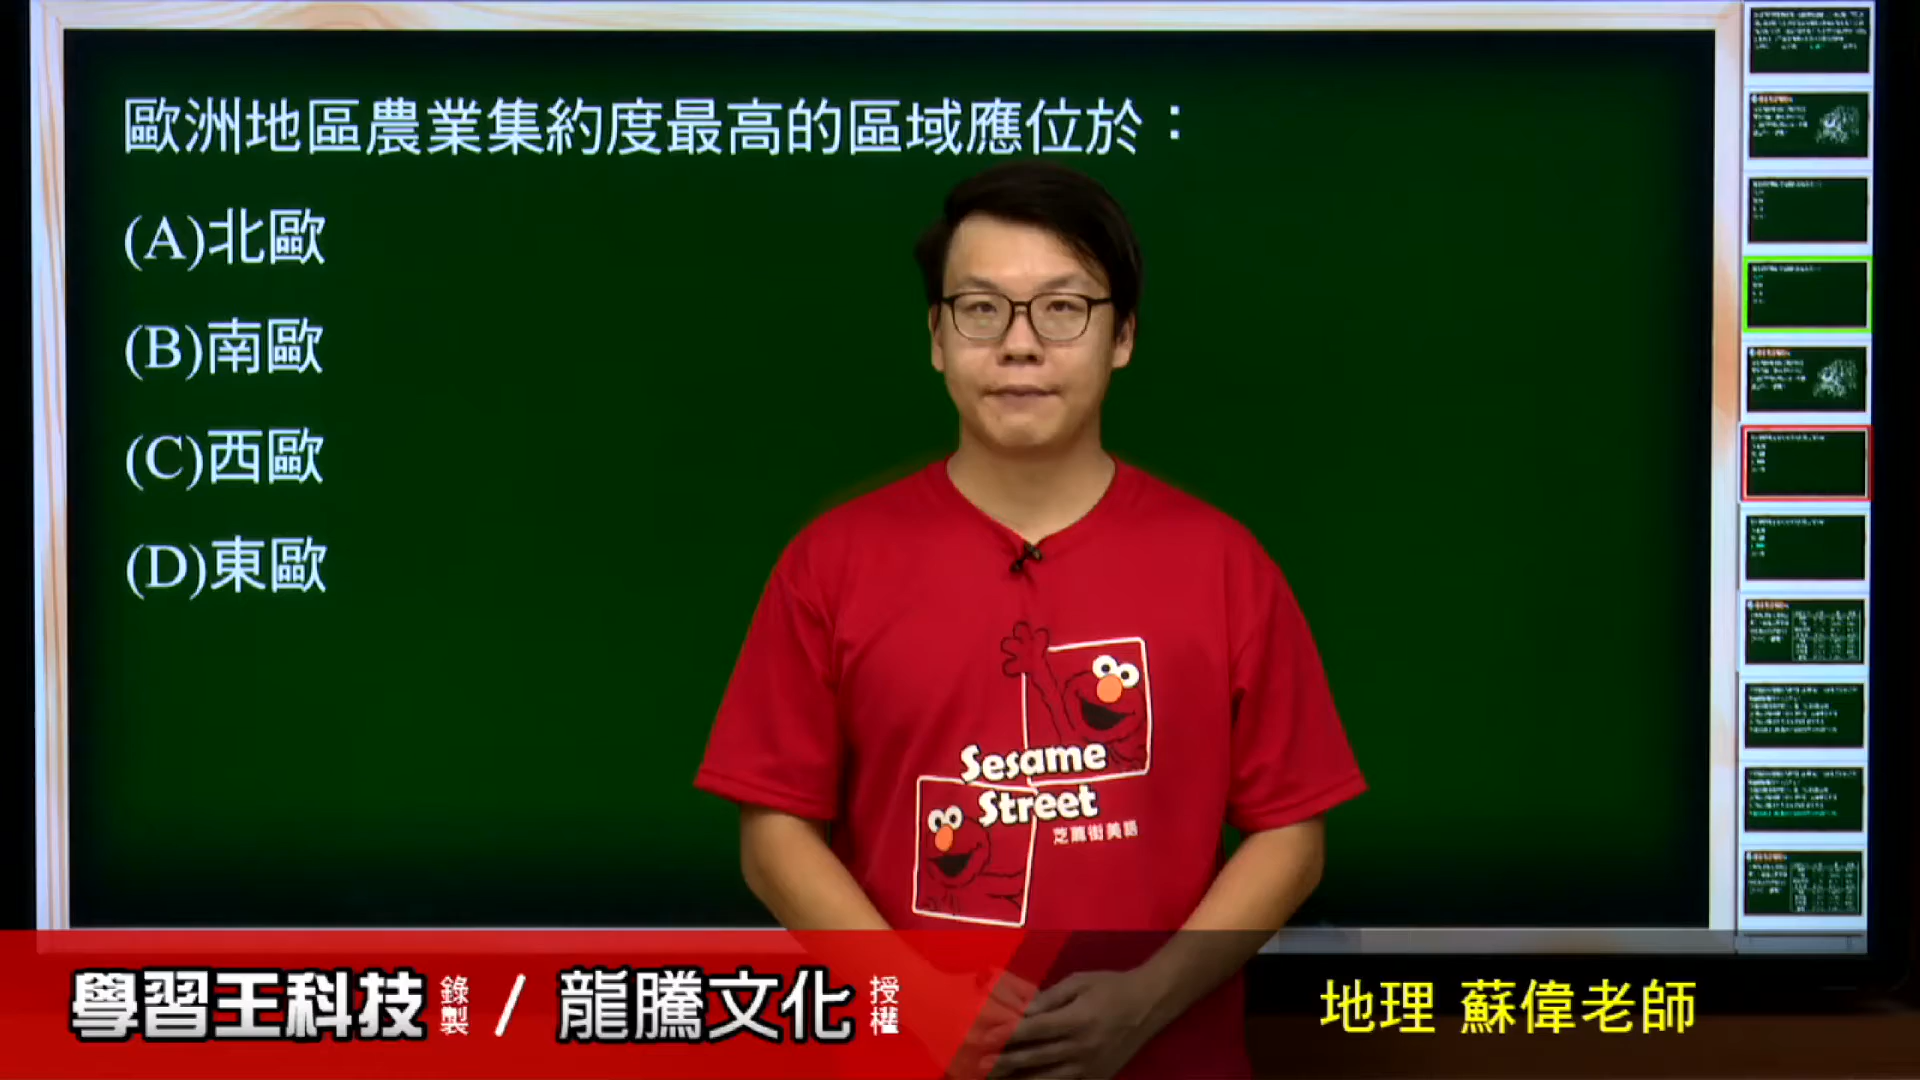 歐洲地區農業集約度最高的區域應位於：
(A)北歐
(B)南歐
(C)西歐
(D)東歐
Sesame
Street
芝麻街美語
學習王科技 錄製 / 龍騰文化 授權
地理 蘇偉老師